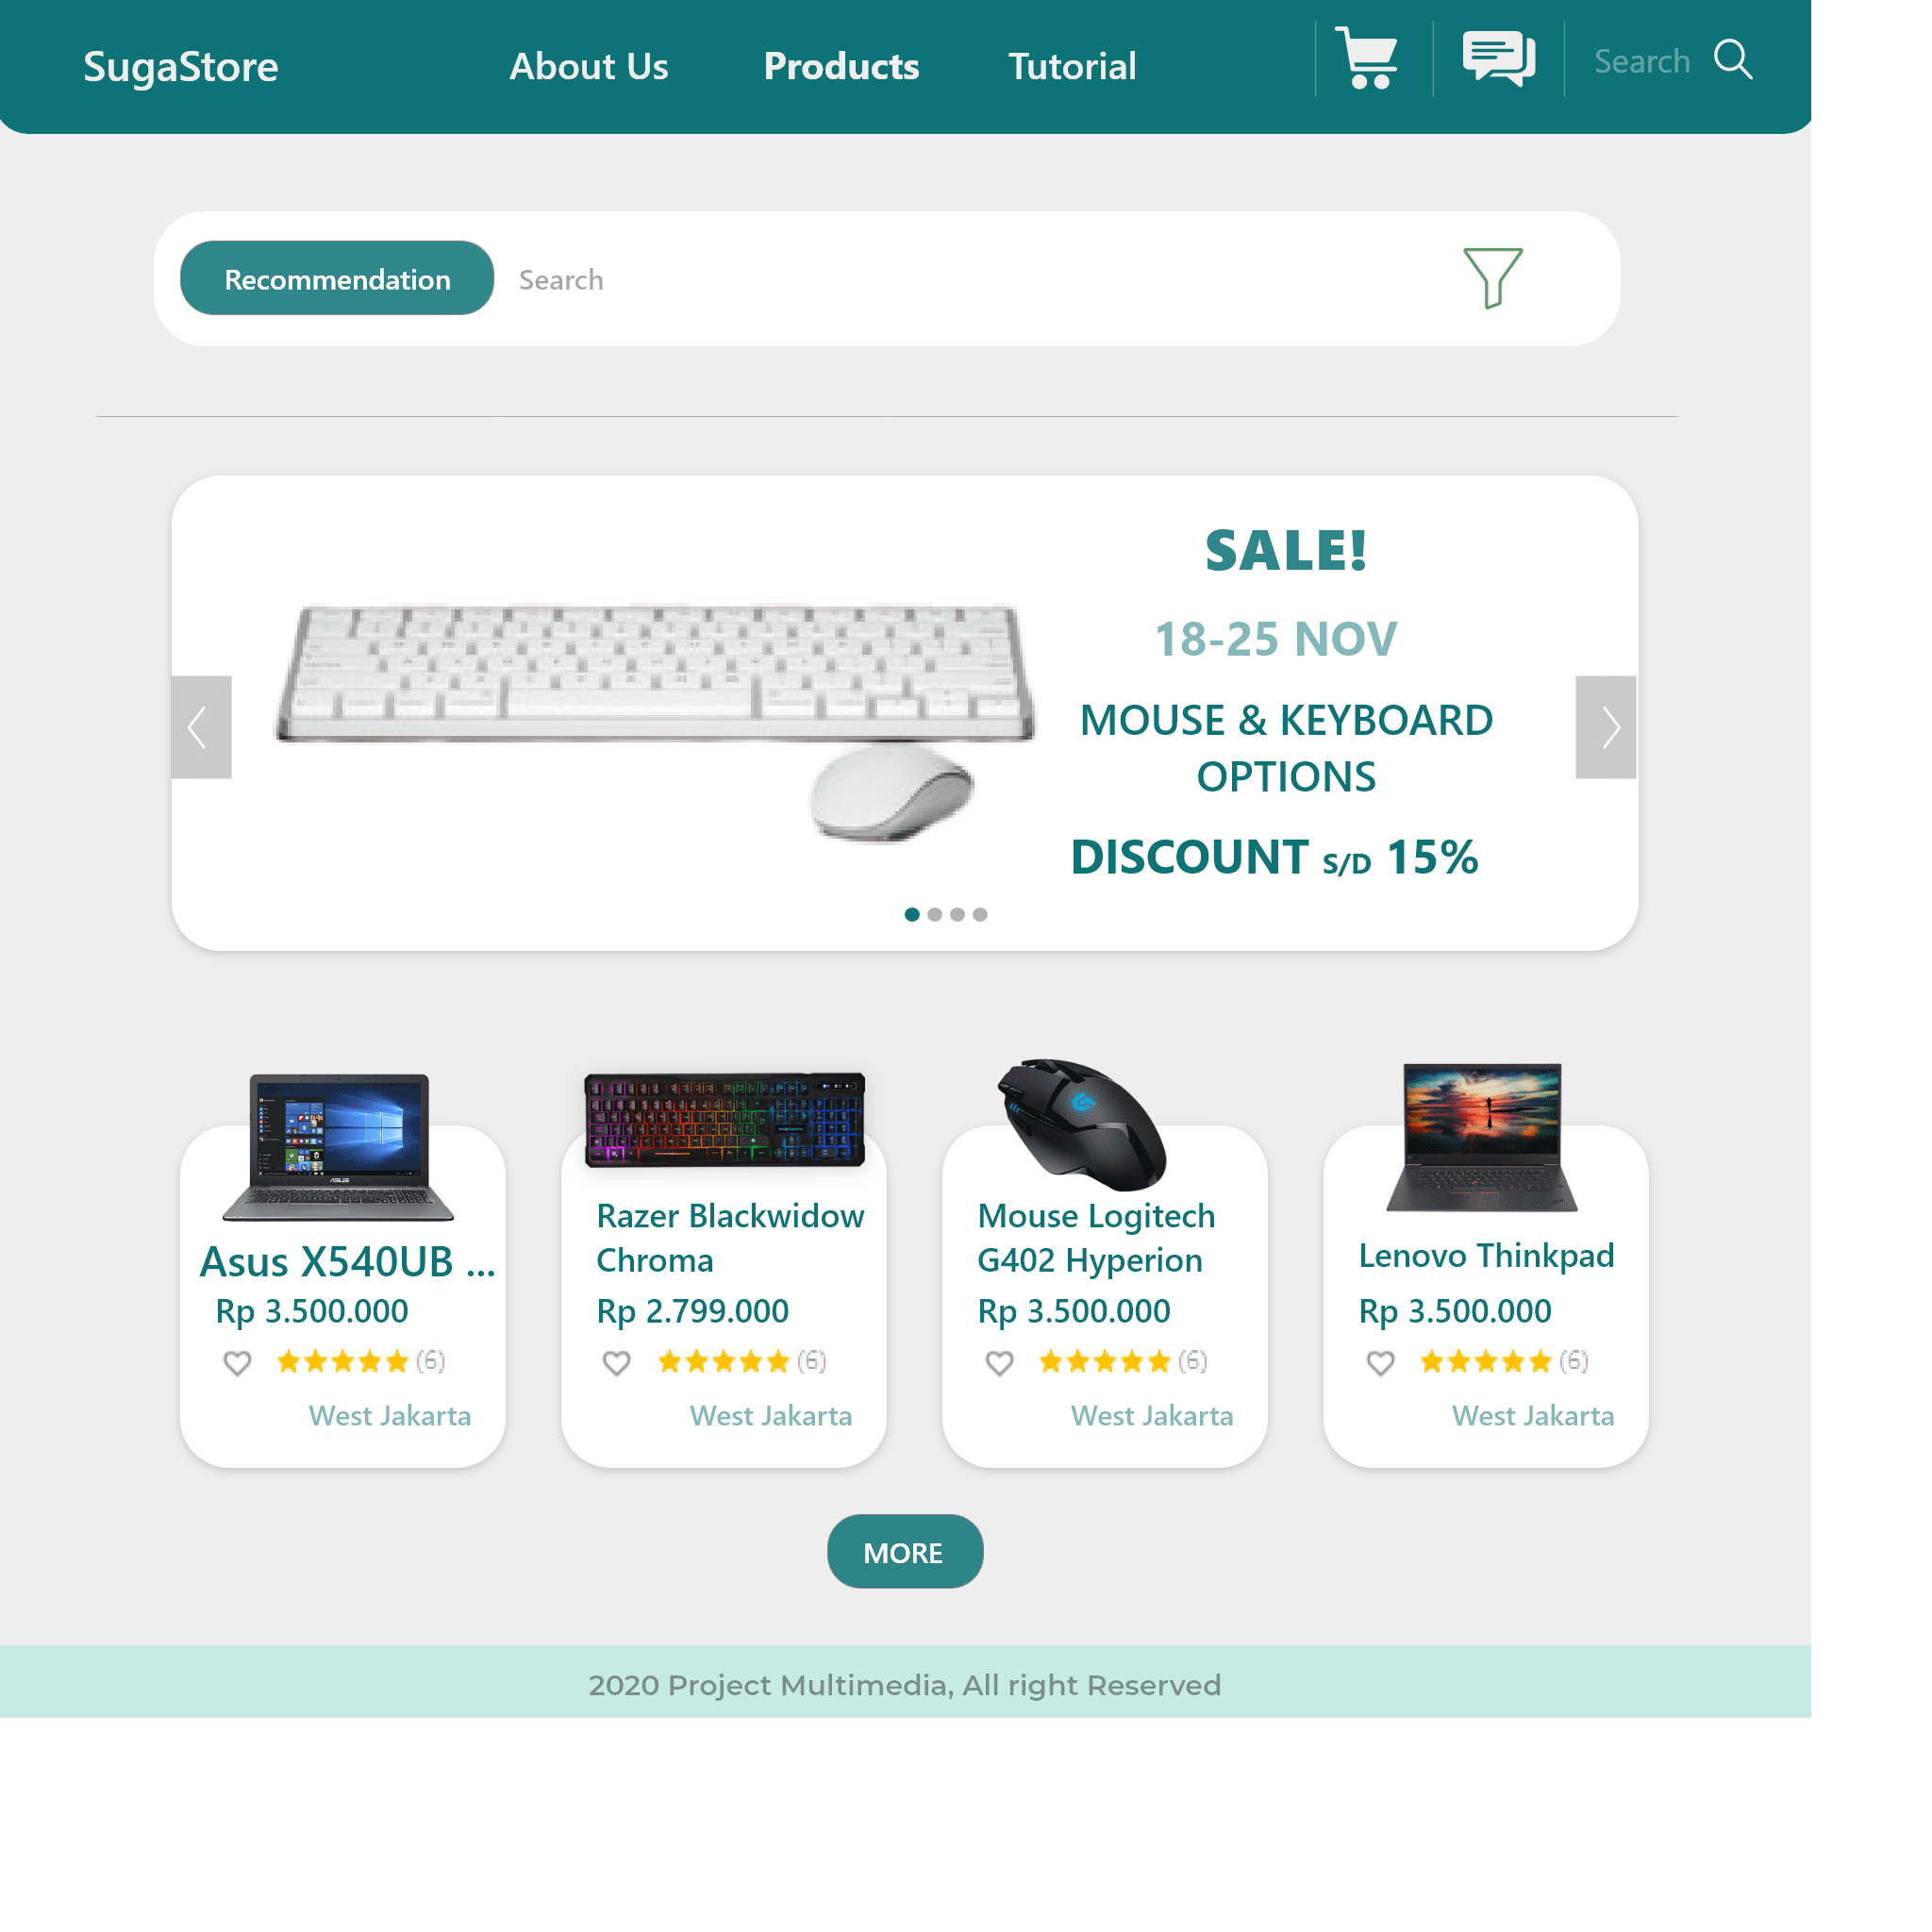 SugaStore
About Us
Products
Tutorial
Search
Recommendation
Search
SALE!
18-25 NOV
MOUSE & KEYBOARD
OPTIONS
DISCOUNT S/D 15%
Asus X540UB ...
Rp 3.500.000
(6)
West Jakarta
Razer Blackwidow
Chroma
Rp 2.799.000
(6)
West Jakarta
Mouse Logitech
G402 Hyperion
Rp 3.500.000
(6)
West Jakarta
Lenovo Thinkpad
Rp 3.500.000
(6)
West Jakarta
MORE
2020 Project Multimedia, All right Reserved